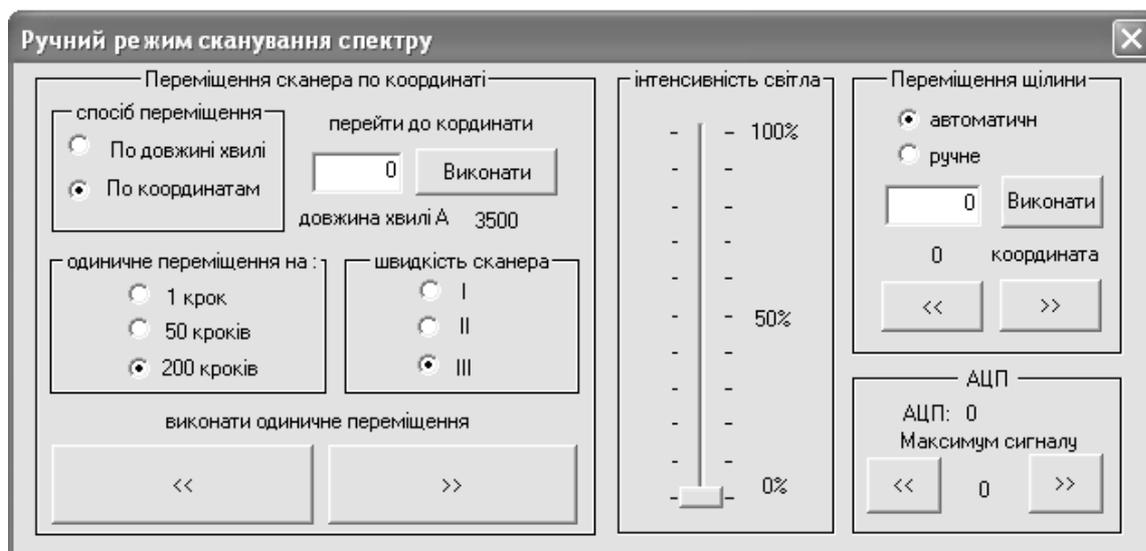 Ручний режим сканування спектру
Переміщення сканера по координаті
спосіб переміщення
По довжині хвилі
По координатам
перейти до кординати
0
Виконати
довжина хвилі А 3500
одиничне переміщення на :
1 крок
50 кроків
200 кроків
швидкість сканера
I
II
III
виконати одиничне переміщення
<<
>>
інтенсивність світла
100%
50%
0%
Переміщення щілини
автоматичн
ручне
0
Виконати
0 координата
<<
>>
АЦП
АЦП: 0
Максимум сигналу
<<
0
>>